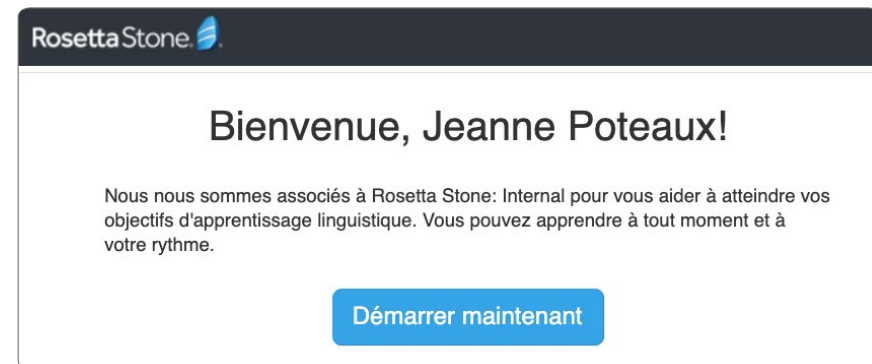 RosettaStone.
Bienvenue, Jeanne Poteaux!
Nous nous sommes associés à Rosetta Stone: Internal pour vous aider à atteindre vos
objectifs d'apprentissage linguistique. Vous pouvez apprendre à tout moment et à
votre rythme.
Démarrer maintenant